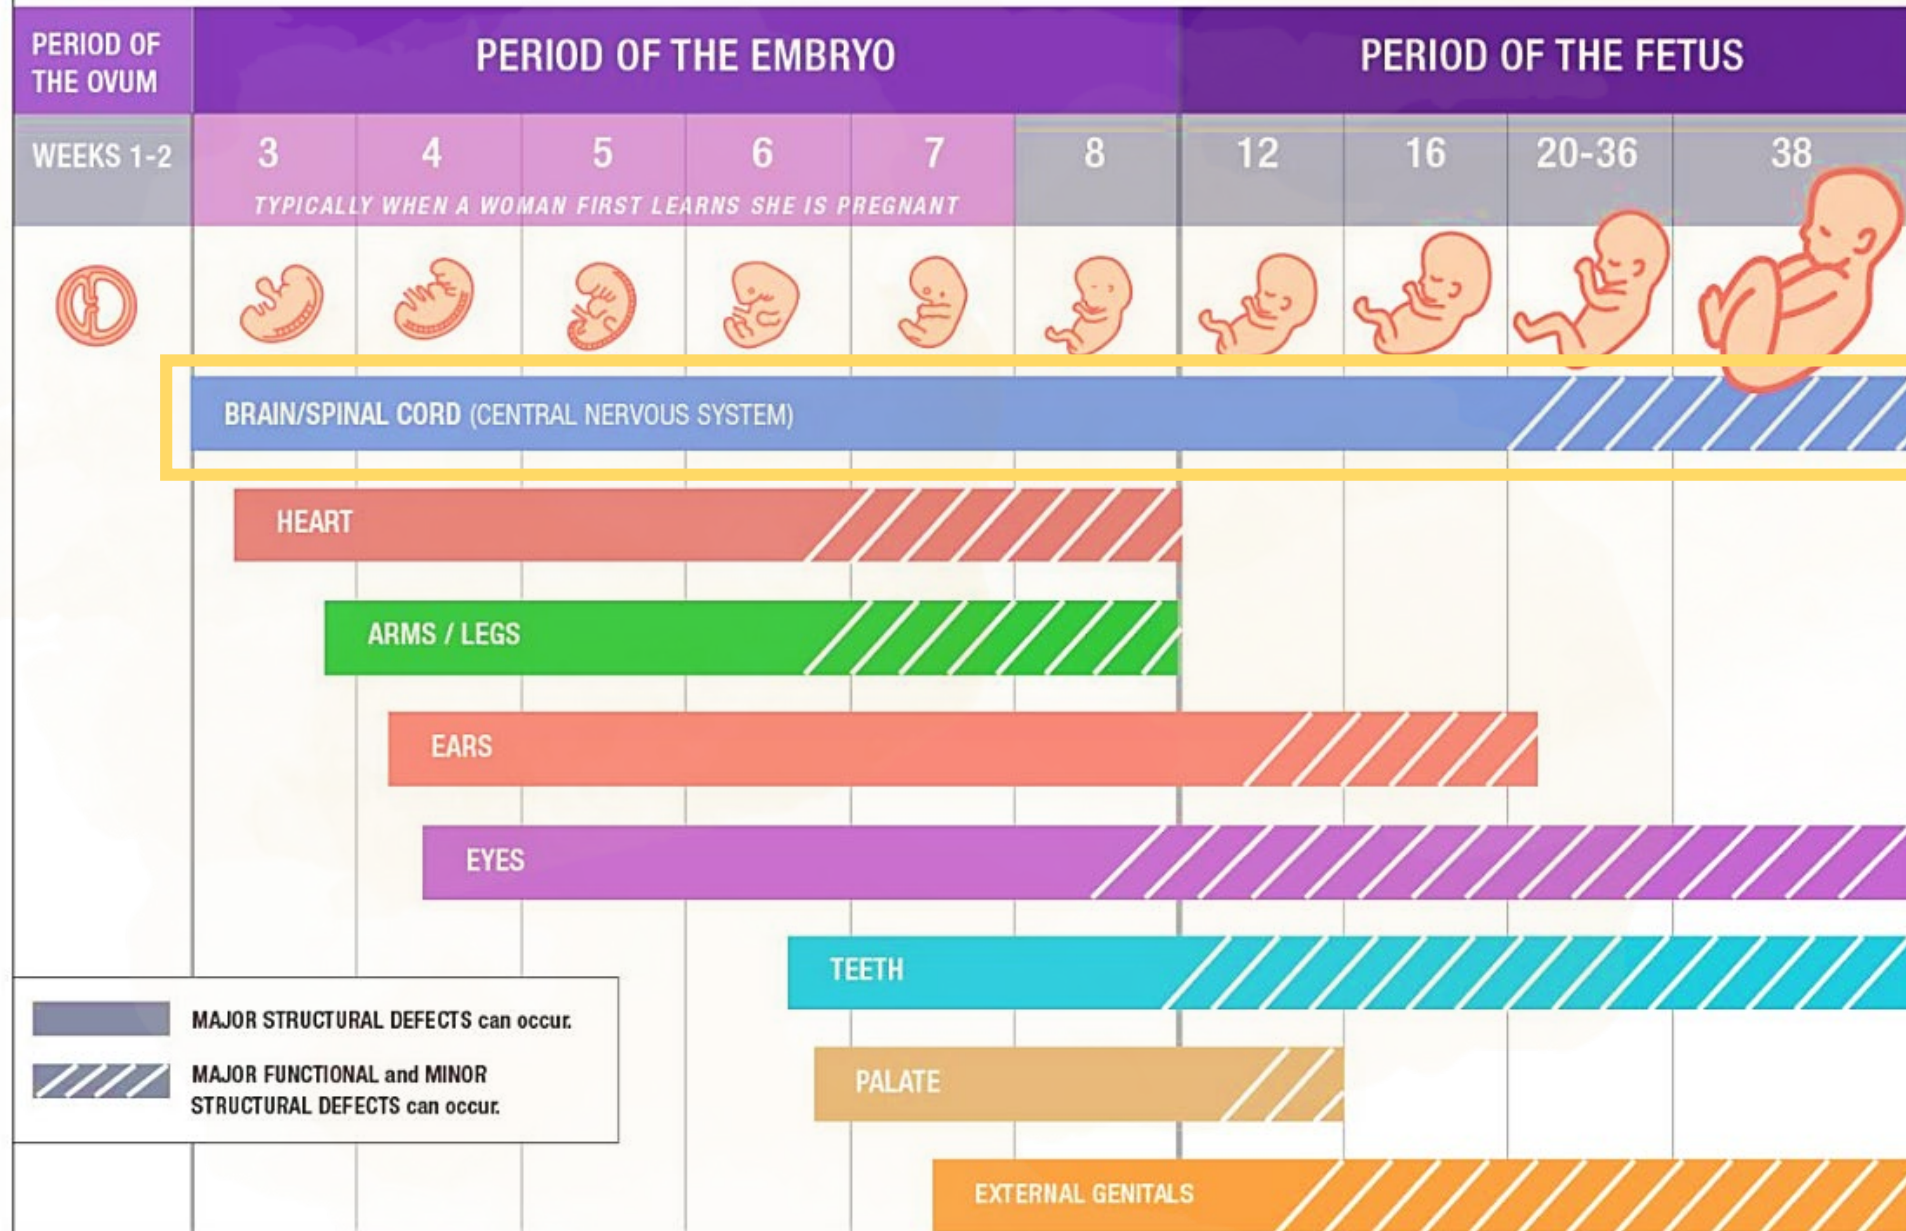 PERIOD OF
THE OVUM
PERIOD OF THE EMBRYO
PERIOD OF THE FETUS
WEEKS 1-2
3
4
5
6
7
8
12
16
20-36
38
TYPICALLY WHEN A WOMAN FIRST LEARNS SHE IS PREGNANT
BRAIN/SPINAL CORD (CENTRAL NERVOUS SYSTEM)
HEART
ARMS / LEGS
EARS
EYES
TEETH
PALATE
EXTERNAL GENITALS
MAJOR STRUCTURAL DEFECTS can occur.
MAJOR FUNCTIONAL and MINOR
STRUCTURAL DEFECTS can occur.